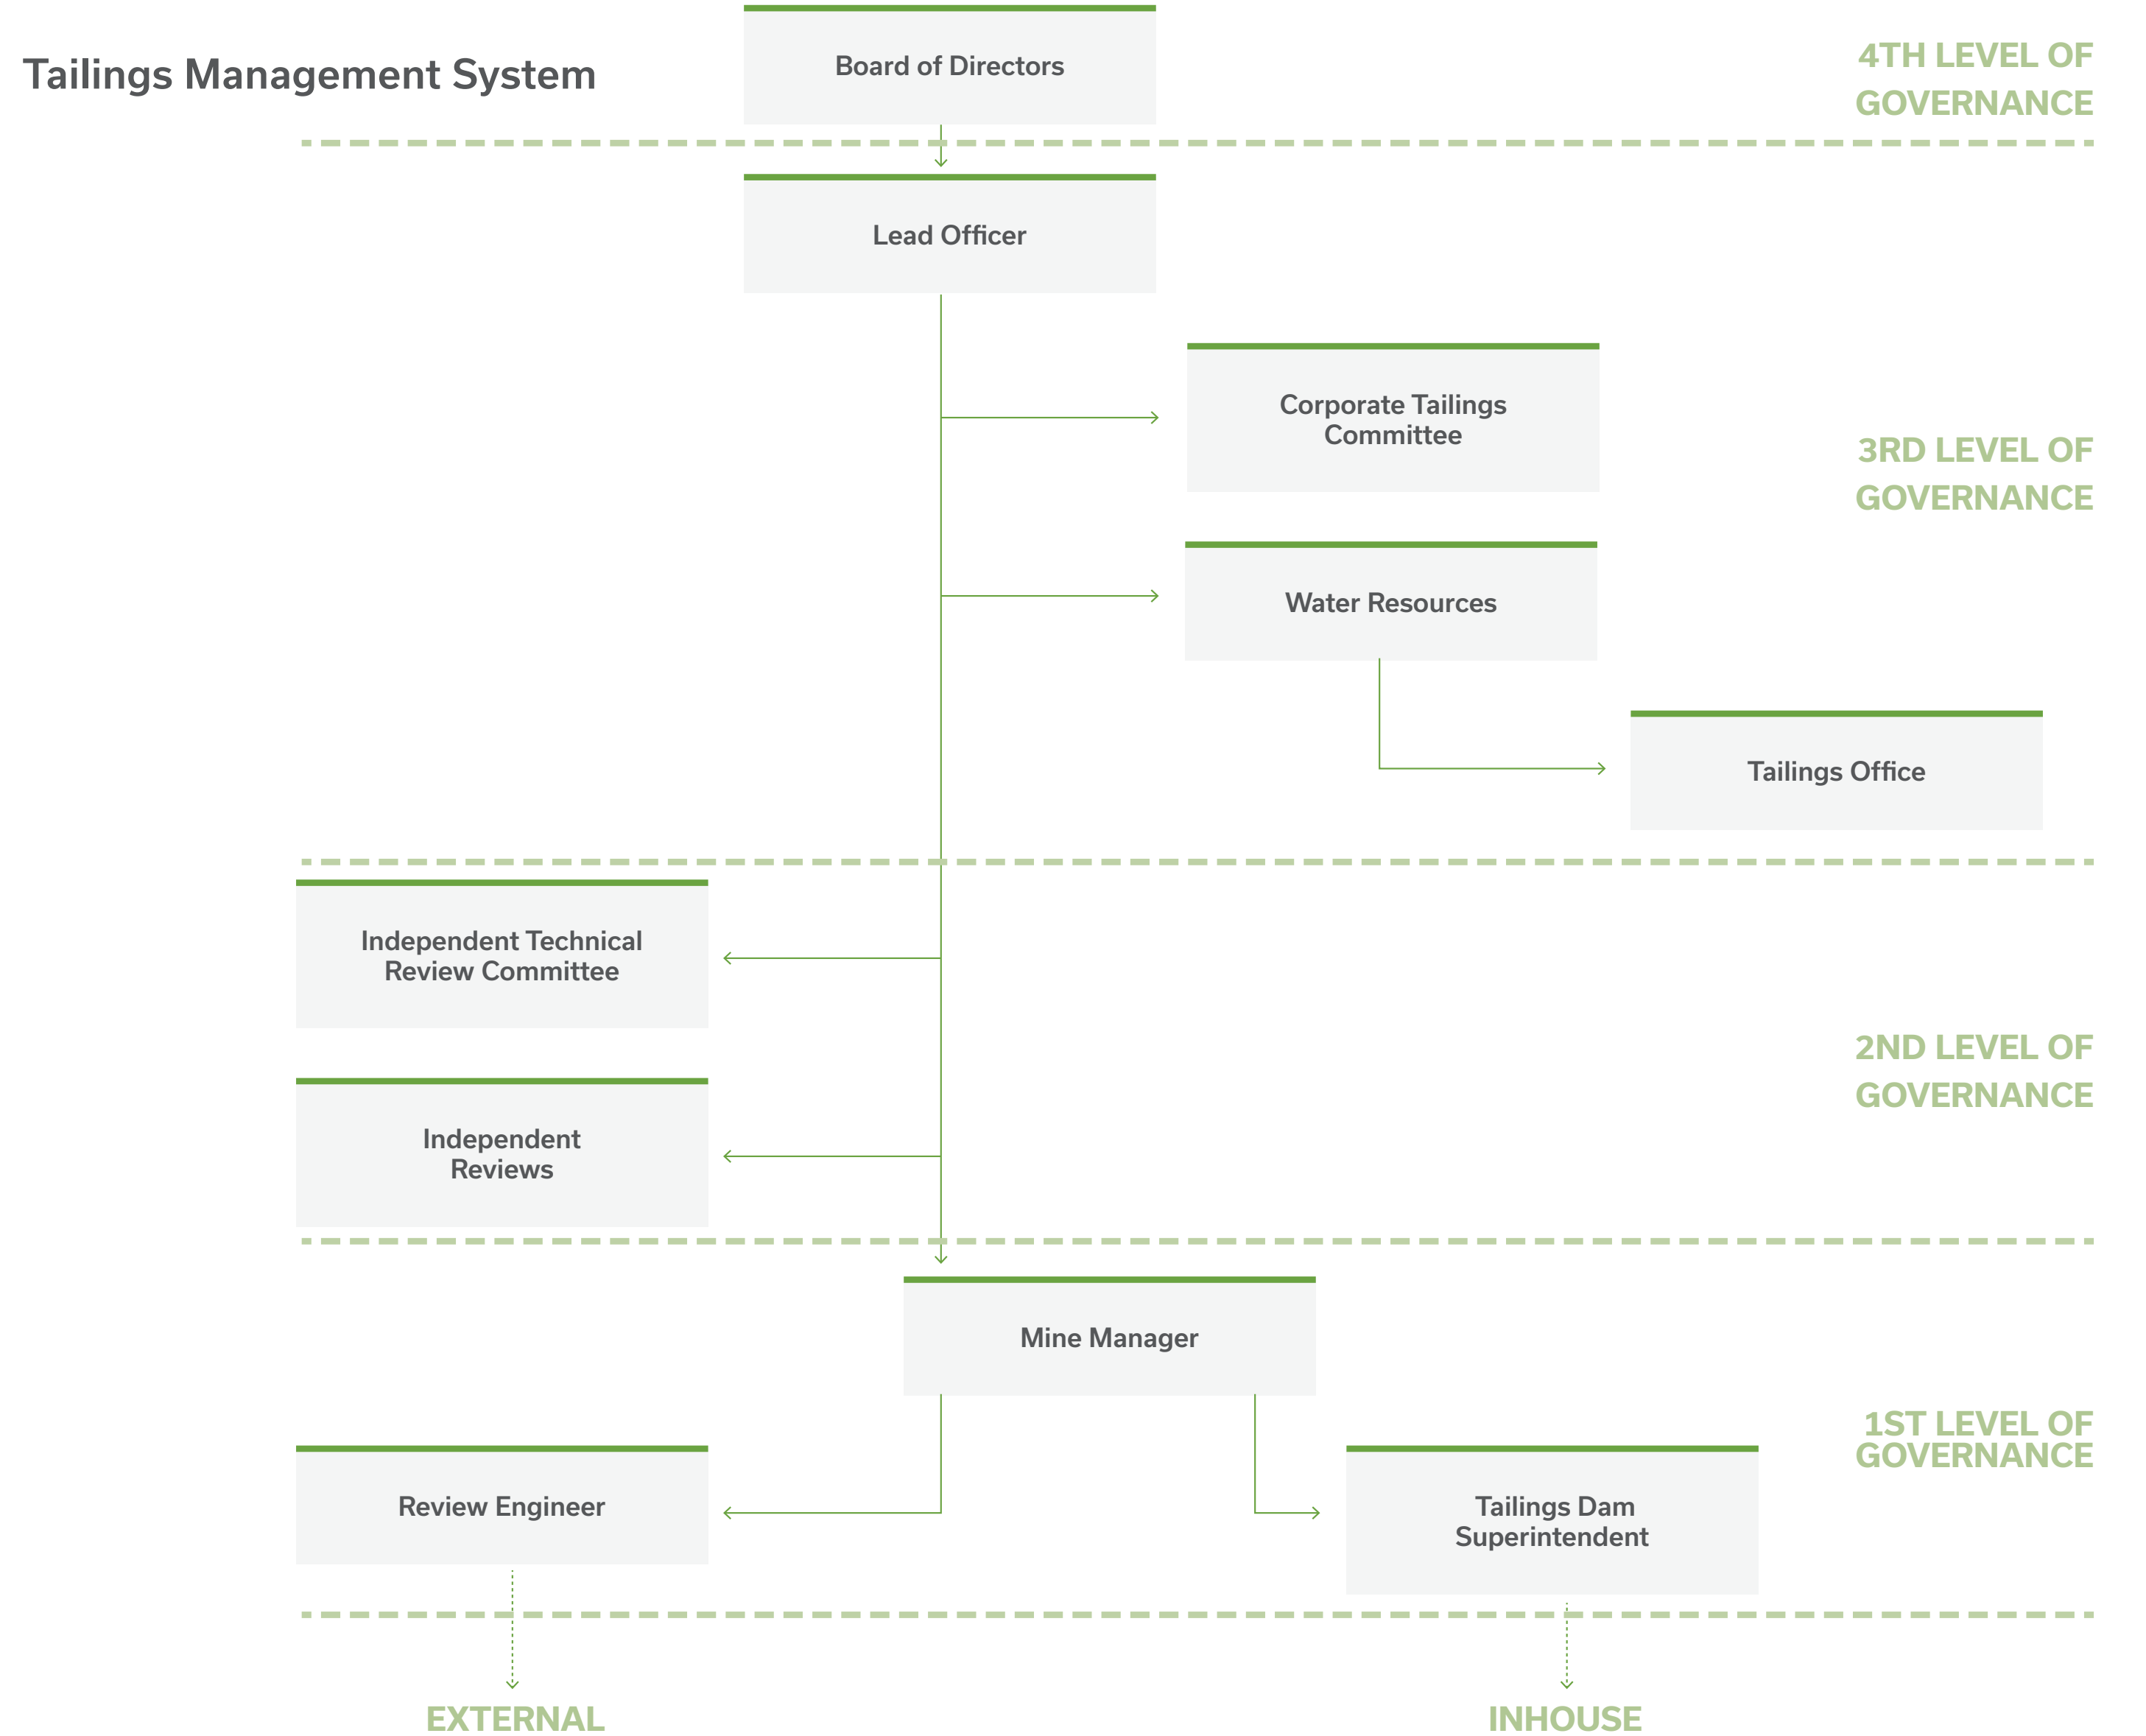 Tailings Management System
Board of Directors
4TH LEVEL OF
GOVERNANCE
Lead Officer
Corporate Tailings
Committee
3RD LEVEL OF
GOVERNANCE
Water Resources
Tailings Office
Independent Technical
Review Committee
2ND LEVEL OF
GOVERNANCE
Independent
Reviews
Mine Manager
1ST LEVEL OF
GOVERNANCE
Review Engineer
Tailings Dam
Superintendent
EXTERNAL
INHOUSE